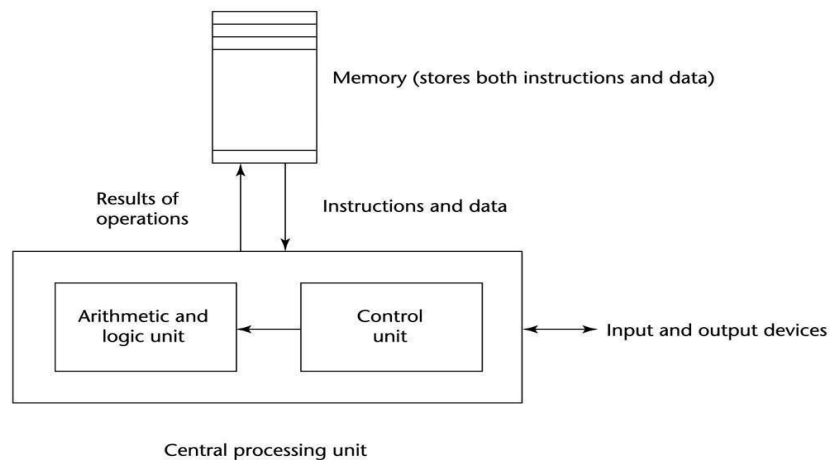 Memory (stores both instructions and data)
Results of
operations
Instructions and data
Arithmetic and
logic unit
Control
unit
Input and output devices
Central processing unit